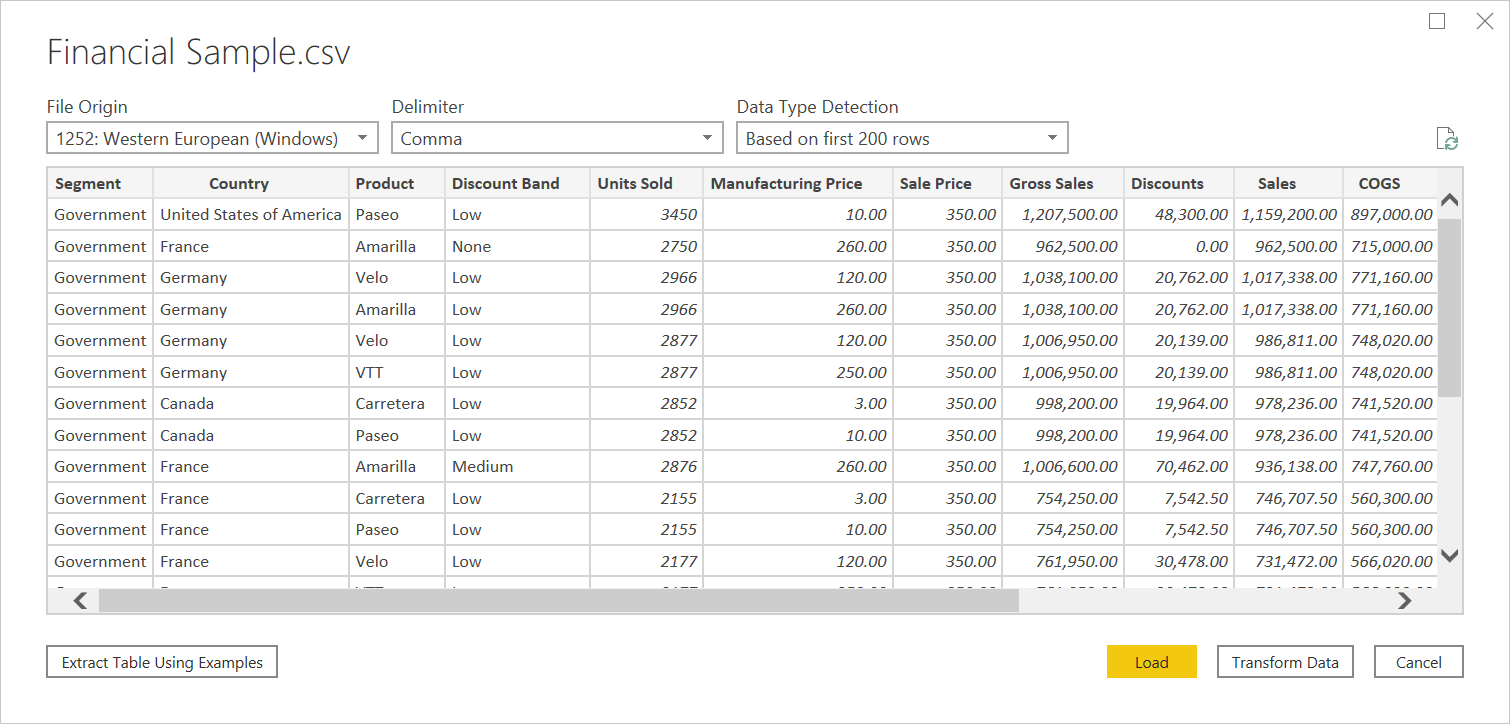 Financial Sample.csv
File Origin Delimiter Data Type Detection
1252: Western European (Windows) Comma Based on first 200 rows
Segment Country Product Discount Band Units Sold Manufacturing Price Sale Price Gross Sales Discounts Sales COGS
Government United States of America Paseo Low 3450 10.00 350.00 1,207,500.00 48,300.00 1,159,200.00 897,000.00
Government France Amarilla None 2750 260.00 350.00 962,500.00 0.00 962,500.00 715,000.00
Government Germany Velo Low 2966 120.00 350.00 1,038,100.00 20,762.00 1,017,338.00 771,160.00
Government Germany Amarilla Low 2966 260.00 350.00 1,038,100.00 20,762.00 1,017,338.00 771,160.00
Government Germany Velo Low 2877 120.00 350.00 1,006,950.00 20,139.00 986,811.00 748,020.00
Government Germany VTT Low 2877 250.00 350.00 1,006,950.00 20,139.00 986,811.00 748,020.00
Government Canada Carretera Low 2852 3.00 350.00 998,200.00 19,964.00 978,236.00 741,520.00
Government Canada Paseo Low 2852 10.00 350.00 998,200.00 19,964.00 978,236.00 741,520.00
Government France Amarilla Medium 2876 260.00 350.00 1,006,600.00 70,462.00 936,138.00 747,760.00
Government France Carretera Low 2155 3.00 350.00 754,250.00 7,542.50 746,707.50 560,300.00
Government France Paseo Low 2155 10.00 350.00 754,250.00 7,542.50 746,707.50 560,300.00
Government France Velo Low 2177 120.00 350.00 761,950.00 30,478.00 731,472.00 566,020.00
Extract Table Using Examples Load Transform Data Cancel